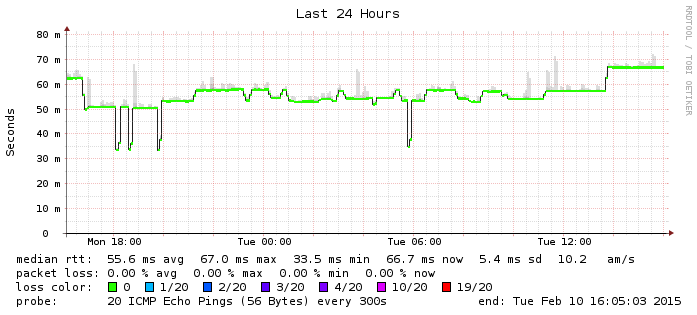 Last 24 Hours
RRDTOOL / TOBI OETIKER
Seconds
80 m
70 m
60 m
50 m
40 m
30 m
20 m
10 m
0
Mon 18:00 Tue 00:00 Tue 06:00 Tue 12:00
median rtt: 55.6 ms avg 67.0 ms max 33.5 ms min 66.7 ms now 5.4 ms sd 10.2 am/s
packet loss: 0.00 % avg 0.00 % max 0.00 % min 0.00 % now
loss color: 0 1/20 2/20 3/20 4/20 10/20 19/20
probe: 20 ICMP Echo Pings (56 Bytes) every 300s end: Tue Feb 10 16:05:03 2015